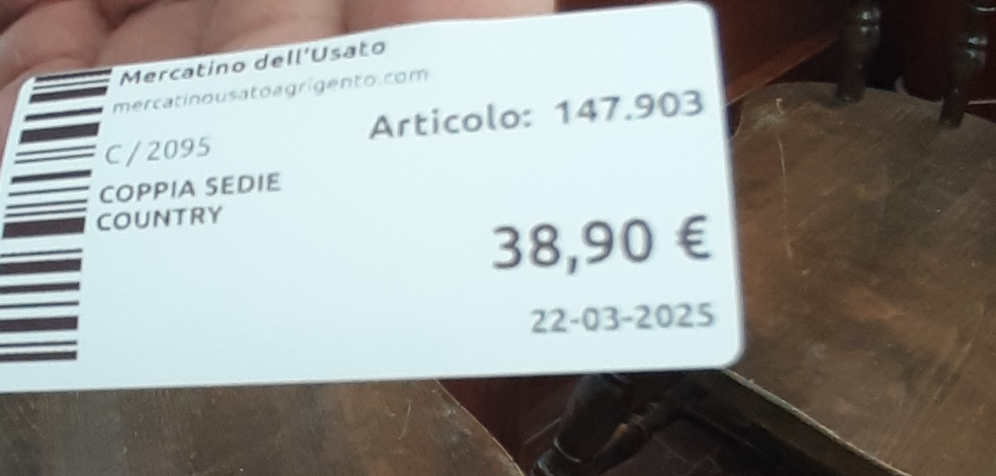 Mercatino dell'Usato
mercatinousatoagrigento.com
Articolo: 147.903
C/2095
COPPIA SEDIE
COUNTRY
38,90 €
22-03-2025